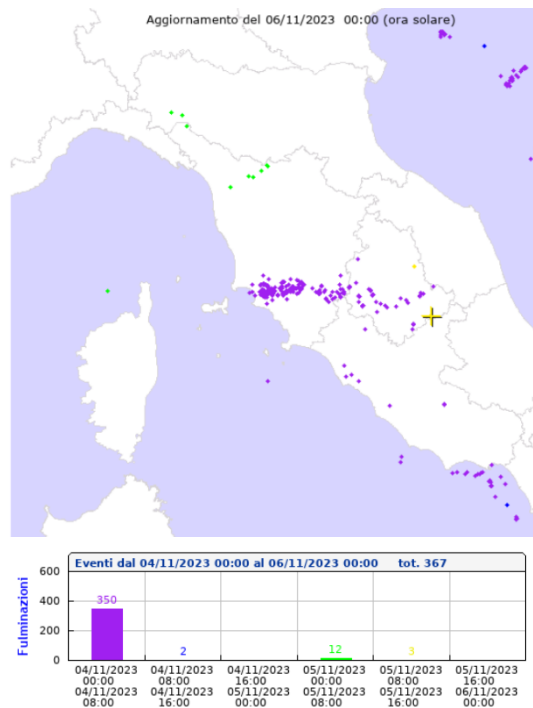 Aggiornamento del 06/11/2023 00:00 (ora solare)
Eventi dal 04/11/2023 00:00 al 06/11/2023 00:00 tot. 367
Fulminazioni
600
400
200
0
350
2
12
3
04/11/2023 04/11/2023 04/11/2023 05/11/2023 05/11/2023 05/11/2023
00:00 08:00 16:00 00:00 08:00 16:00
04/11/2023 04/11/2023 05/11/2023 05/11/2023 05/11/2023 06/11/2023
08:00 16:00 00:00 08:00 16:00 00:00